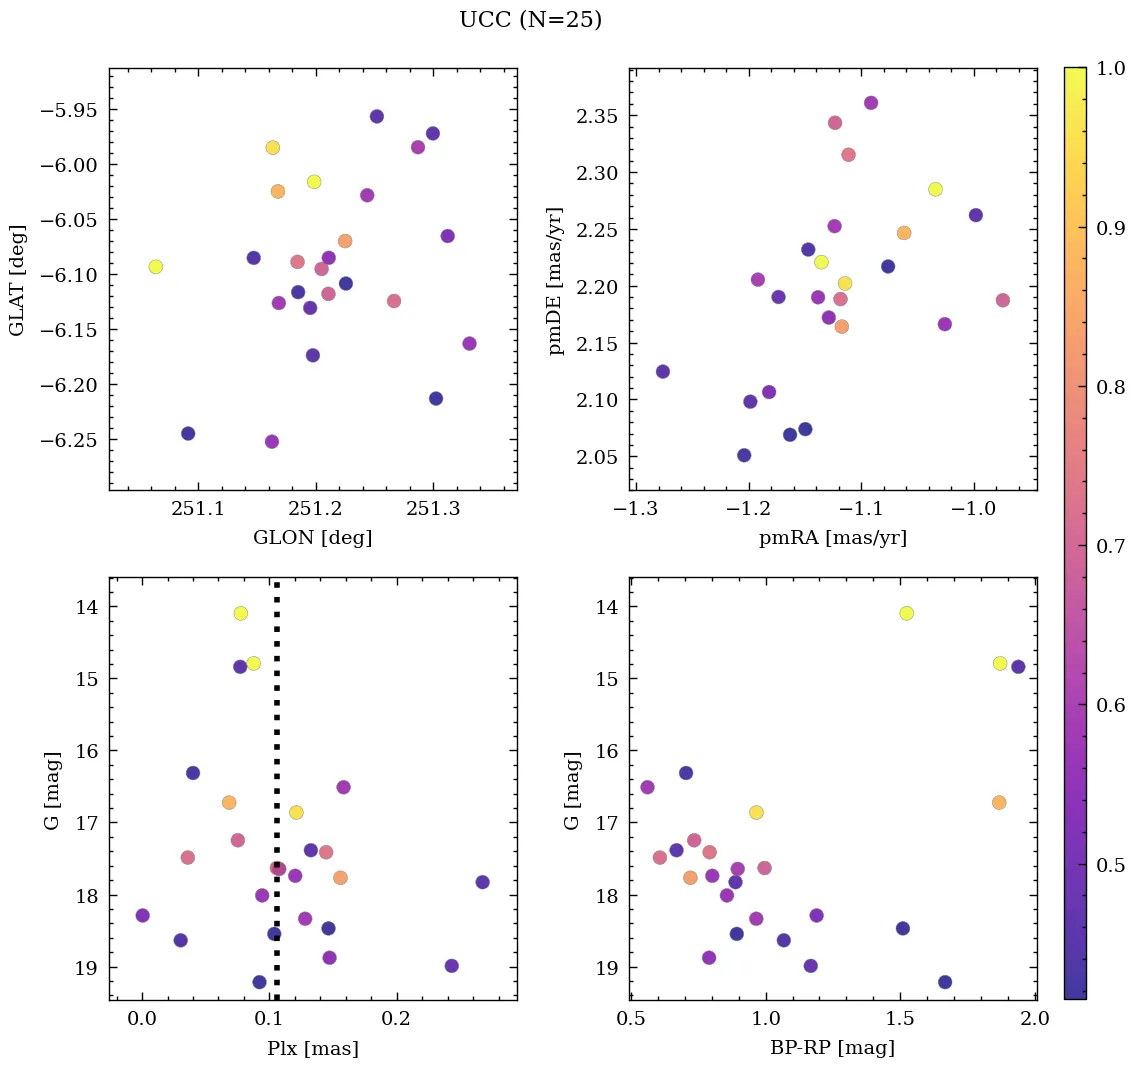 UCC (N=25)
−5.95
−6.00
−6.05
−6.10
−6.15
−6.20
−6.25
GLAT [deg]
251.1 251.2 251.3
GLON [deg]
2.35
2.30
2.25
2.20
2.15
2.10
2.05
pmDE [mas/yr]
−1.3 −1.2 −1.1 −1.0
pmRA [mas/yr]
14
15
16
17
18
19
G [mag]
0.0 0.1 0.2
Plx [mas]
14
15
16
17
18
19
G [mag]
0.5 1.0 1.5 2.0
BP-RP [mag]
1.0
0.9
0.8
0.7
0.6
0.5